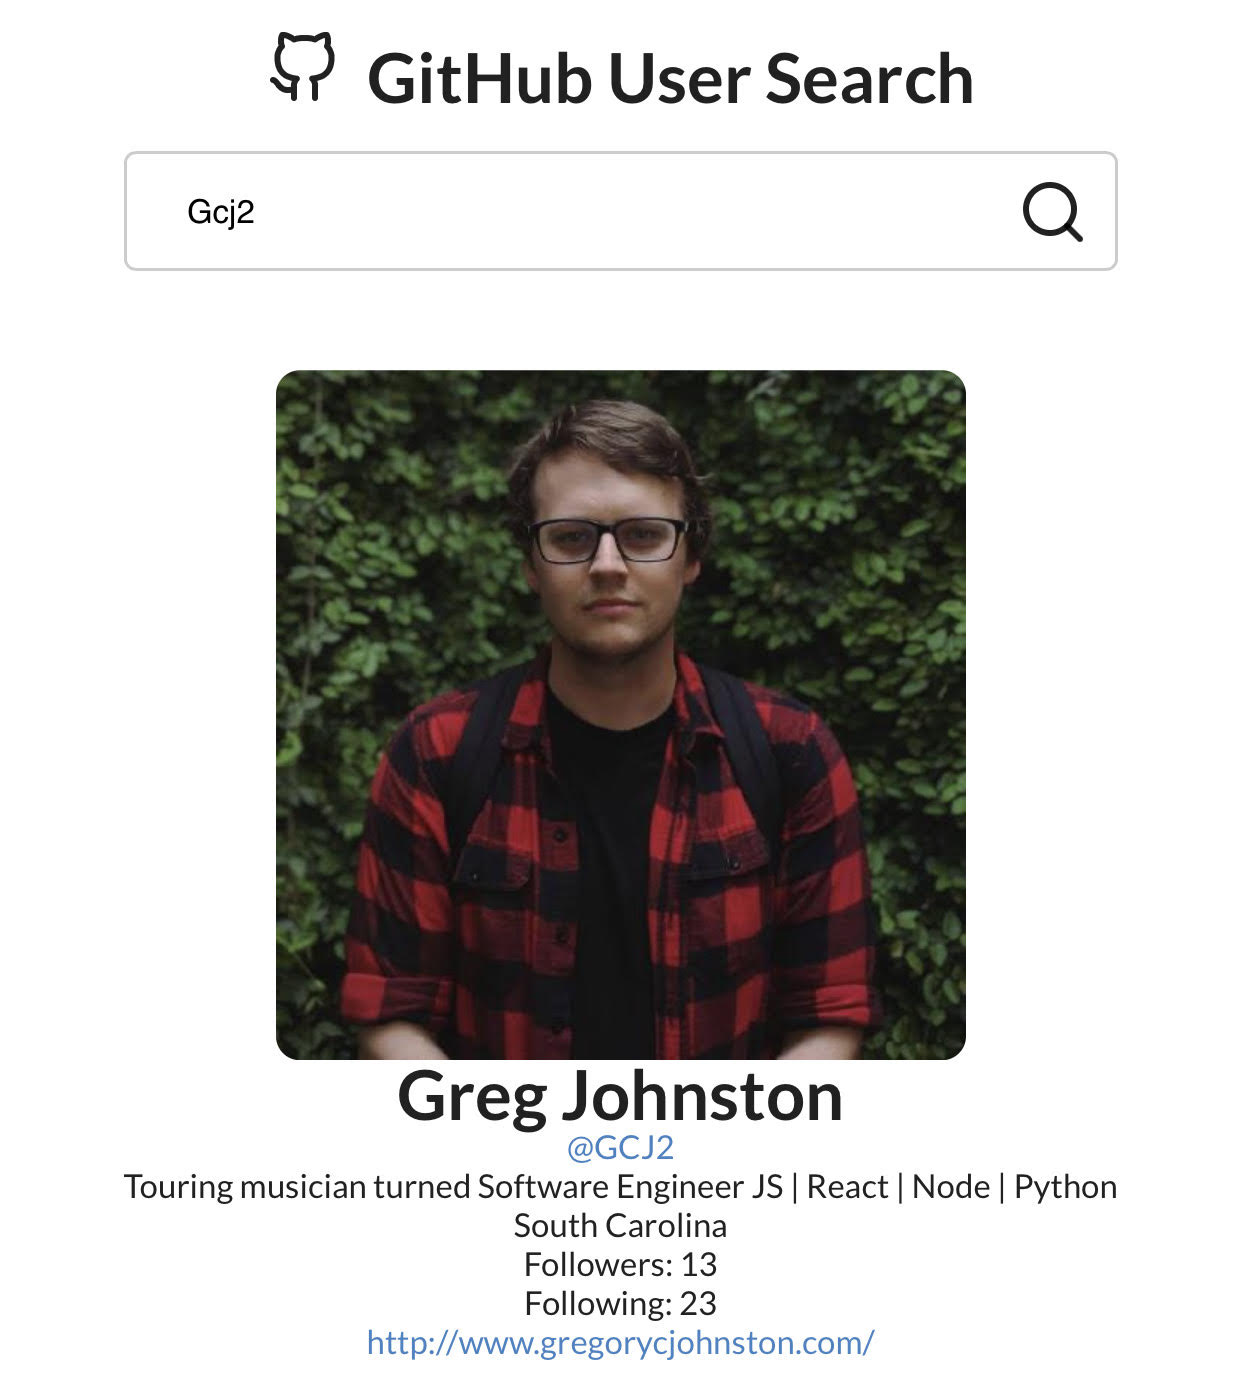 GitHub User Search
Gcj2
Greg Johnston
@GCJ2
Touring musician turned Software Engineer JS | React | Node | Python
South Carolina
Followers: 13
Following: 23
http://www.gregorycjohnston.com/